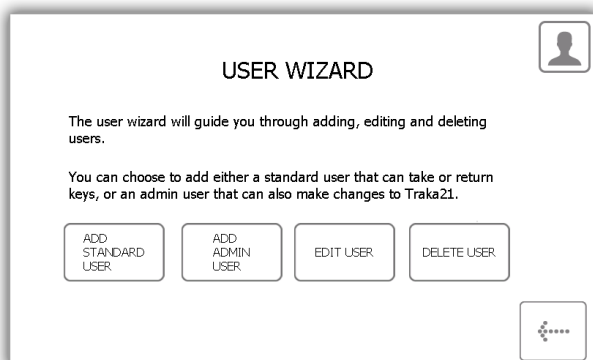 USER WIZARD
The user wizard will guide you through adding, editing and deleting
users.
You can choose to add either a standard user that can take or return
keys, or an admin user that can also make changes to Traka21.
ADD
STANDARD
USER
ADD
ADMIN
USER
EDIT USER
DELETE USER